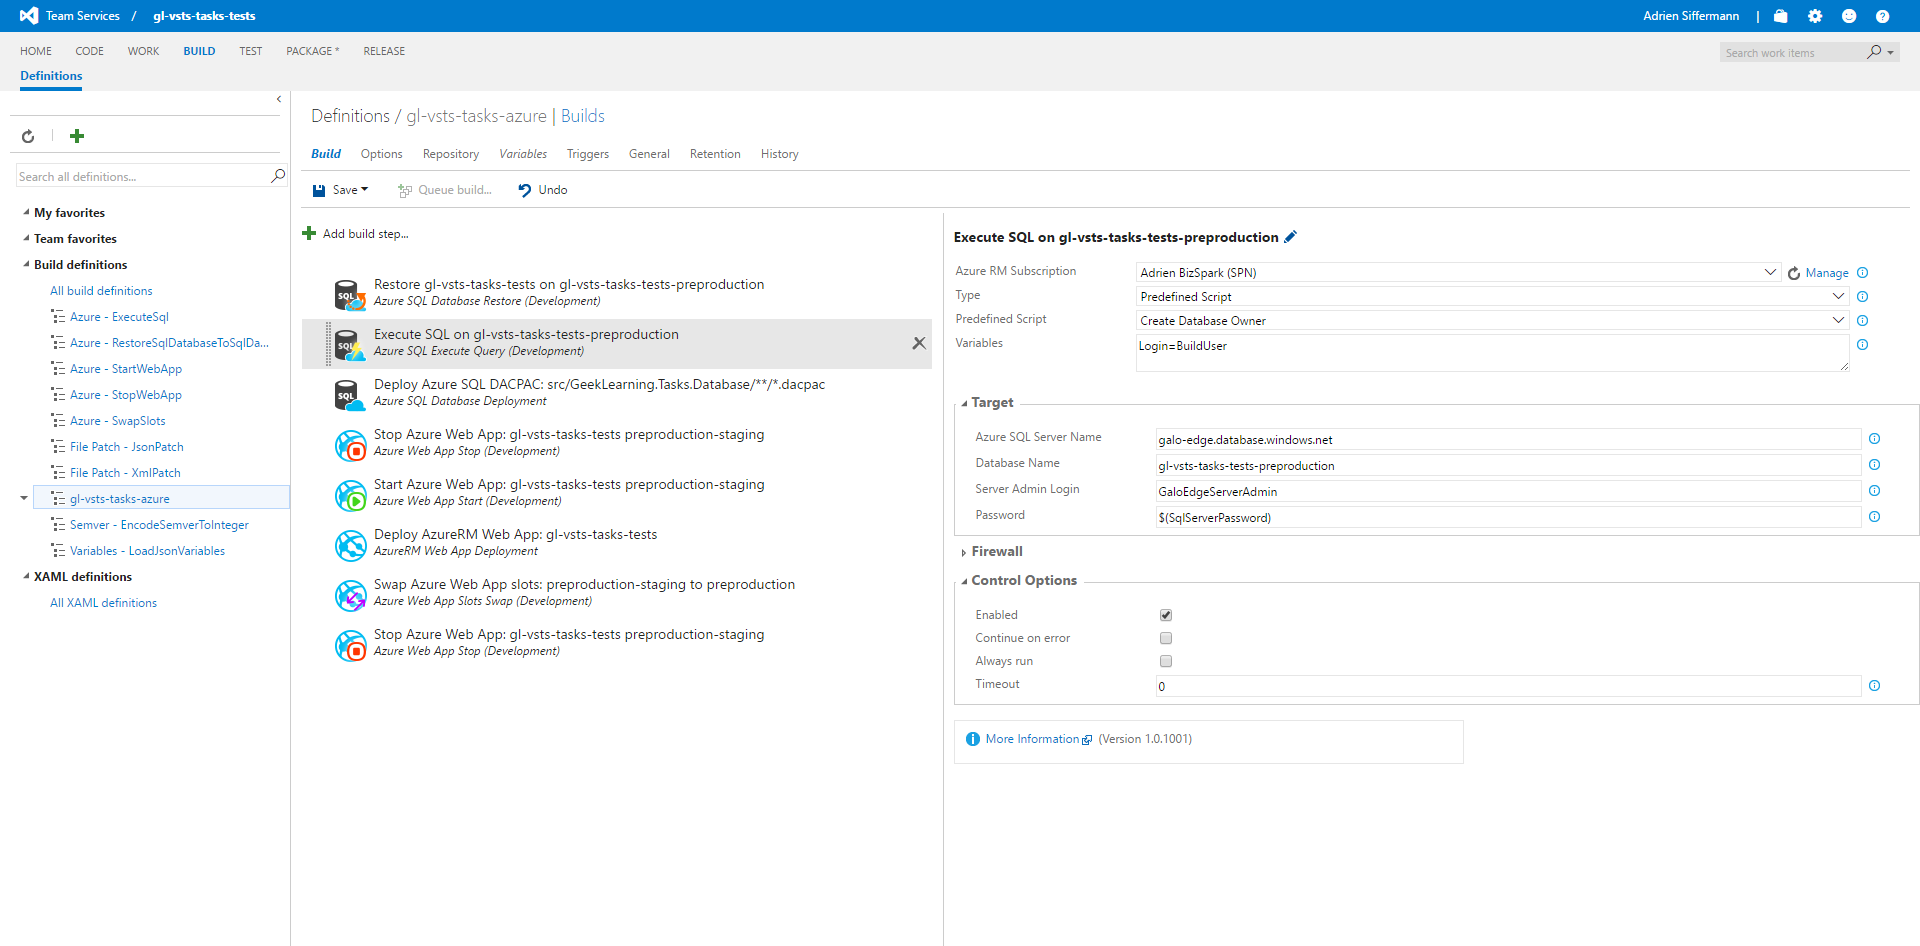 Team Services / gl-vsts-tasks-tests
Adrien Siffermann |
HOME CODE WORK BUILD TEST PACKAGE * RELEASE
Search work items
Definitions
Search all definitions...
My favorites
Team favorites
Build definitions
All build definitions
Azure - ExecuteSql
Azure - RestoreSqlDatabaseToSqlDa...
Azure - StartWebApp
Azure - StopWebApp
Azure - SwapSlots
File Patch - JsonPatch
File Patch - XmlPatch
gl-vsts-tasks-azure
Semver - EncodeSemverToInteger
Variables - LoadJsonVariables
XAML definitions
All XAML definitions
Definitions / gl-vsts-tasks-azure | Builds
Build Options Repository Variables Triggers General Retention History
Save Queue build... Undo
Add build step...
Restore gl-vsts-tasks-tests on gl-vsts-tasks-tests-preproduction
Azure SQL Database Restore (Development)
Execute SQL on gl-vsts-tasks-tests-preproduction
Azure SQL Execute Query (Development)
Deploy Azure SQL DACPAC: src/GeekLearning.Tasks.Database/**/*.dacpac
Azure SQL Database Deployment
Stop Azure Web App: gl-vsts-tasks-tests preproduction-staging
Azure Web App Stop (Development)
Start Azure Web App: gl-vsts-tasks-tests preproduction-staging
Azure Web App Start (Development)
Deploy AzureRM Web App: gl-vsts-tasks-tests
AzureRM Web App Deployment
Swap Azure Web App slots: preproduction-staging to preproduction
Azure Web App Slots Swap (Development)
Stop Azure Web App: gl-vsts-tasks-tests preproduction-staging
Azure Web App Stop (Development)
SQL
SQL
SQL
Execute SQL on gl-vsts-tasks-tests-preproduction
Azure RM Subscription Adrien BizSpark (SPN) Manage
Type Predefined Script
Predefined Script Create Database Owner
Variables Login=BuildUser
Target
Azure SQL Server Name galo-edge.database.windows.net
Database Name gl-vsts-tasks-tests-preproduction
Server Admin Login GaloEdgeServerAdmin
Password $(SqlServerPassword)
Firewall
Control Options
Enabled
Continue on error
Always run
Timeout 0
More Information (Version 1.0.1001)